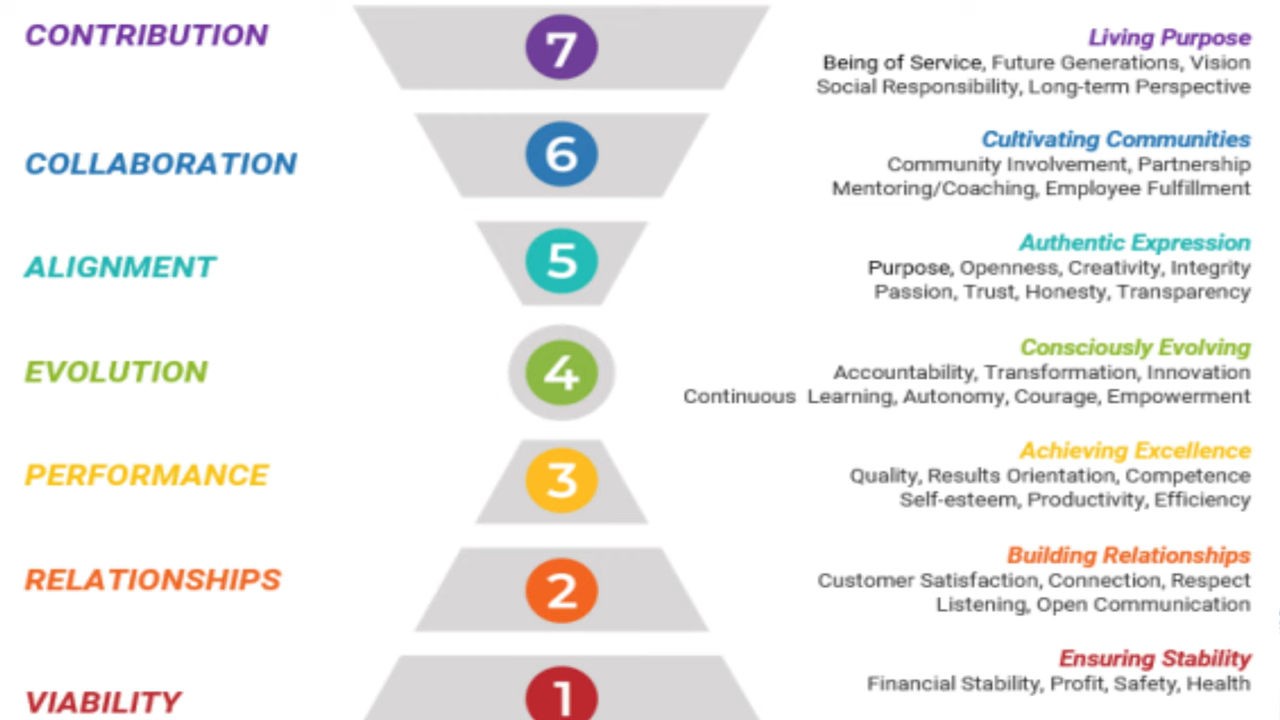 CONTRIBUTION
7
Living Purpose
Being of Service, Future Generations, Vision
Social Responsibility, Long-term Perspective
COLLABORATION
6
Cultivating Communities
Community Involvement, Partnership
Mentoring/Coaching, Employee Fulfillment
ALIGNMENT
5
Authentic Expression
Purpose, Openness, Creativity, Integrity
Passion, Trust, Honesty, Transparency
EVOLUTION
4
Consciously Evolving
Accountability, Transformation, Innovation
Continuous Learning, Autonomy, Courage, Empowerment
PERFORMANCE
3
Achieving Excellence
Quality, Results Orientation, Competence
Self-esteem, Productivity, Efficiency
RELATIONSHIPS
2
Building Relationships
Customer Satisfaction, Connection, Respect
Listening, Open Communication
VIABILITY
1
Ensuring Stability
Financial Stability, Profit, Safety, Health